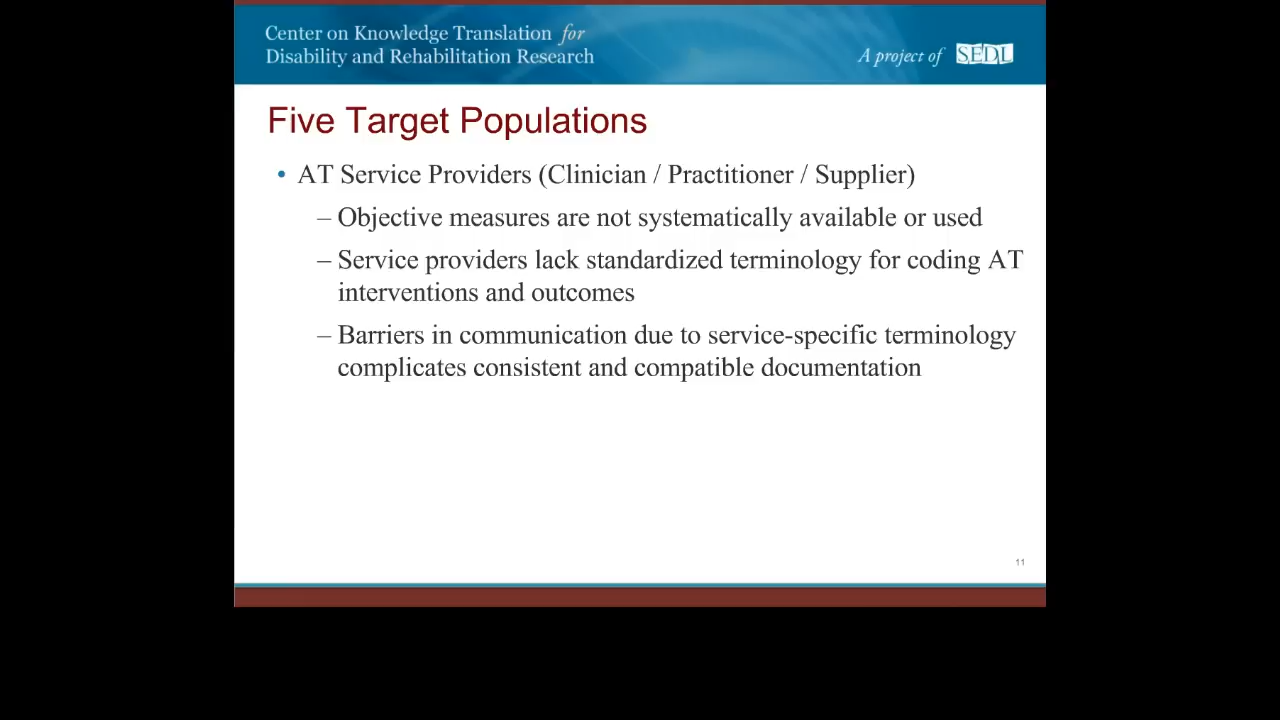 Center on Knowledge Translation for
Disability and Rehabilitation Research
A project of SEDL
Five Target Populations
• AT Service Providers (Clinician / Practitioner / Supplier)
– Objective measures are not systematically available or used
– Service providers lack standardized terminology for coding AT
interventions and outcomes
– Barriers in communication due to service-specific terminology
complicates consistent and compatible documentation
11